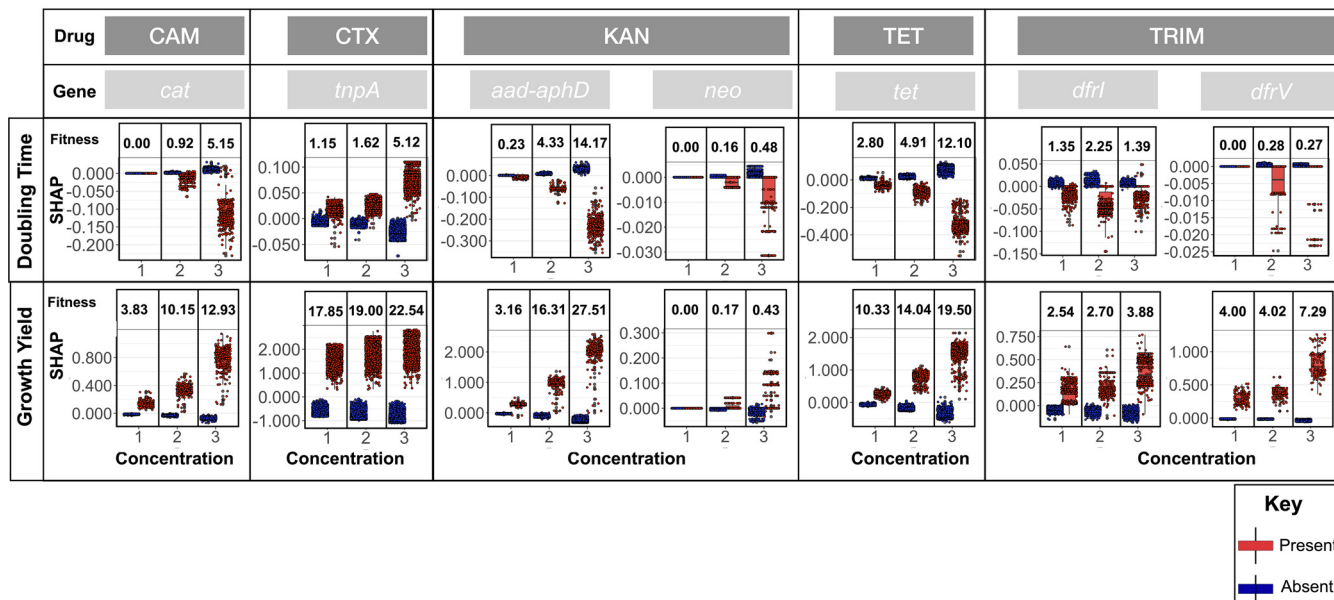 Drug CAM CTX KAN TET TRIM
Gene cat tnpA aad-aphD neo tet dfrI dfrV
Doubling Time
Fitness
0.00 0.92 5.15
1.15 1.62 5.12
0.23 4.33 14.17
0.00 0.16 0.48
2.80 4.91 12.10
1.35 2.25 1.39
0.00 0.28 0.27
SHAP
0.000
-0.050
-0.100
-0.150
-0.200
1 2 3
0.100
0.050
0.000
-0.050
1 2 3
0.000
-0.100
-0.200
-0.300
1 2 3
0.000
-0.010
-0.020
-0.030
1 2 3
0.000
-0.200
-0.400
1 2 3
0.050
0.000
-0.050
-0.100
-0.150
1 2 3
0.000
-0.005
-0.010
-0.015
-0.020
-0.025
1 2 3
Growth Yield
Fitness
3.83 10.15 12.93
17.85 19.00 22.54
3.16 16.31 27.51
0.00 0.17 0.43
10.33 14.04 19.50
2.54 2.70 3.88
4.00 4.02 7.29
SHAP
0.800
0.400
0.000
1 2 3
2.000
1.000
0.000
-1.000
1 2 3
2.000
1.000
0.000
1 2 3
0.300
0.200
0.100
0.000
1 2 3
2.000
1.000
0.000
1 2 3
0.750
0.500
0.250
0.000
1 2 3
1.000
0.500
0.000
1 2 3
Concentration Concentration Concentration Concentration Concentration
Key
Present
Absent